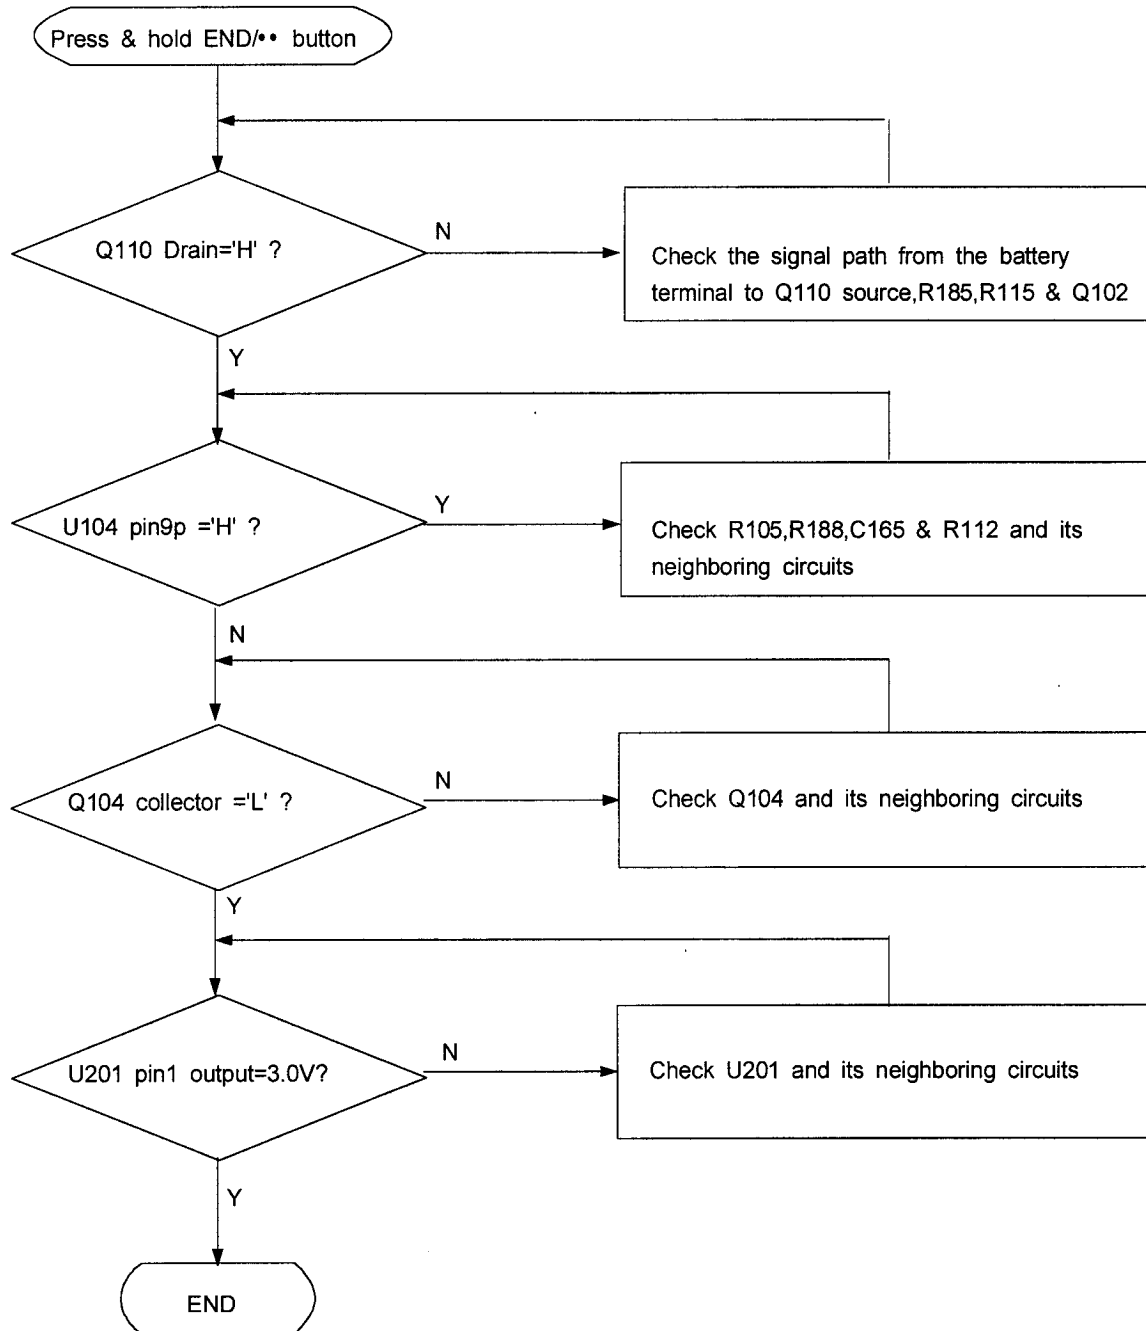 Press & hold END/•• button
Q110 Drain='H' ?
N
Check the signal path from the battery
terminal to Q110 source,R185,R115 & Q102
Y
U104 pin9p ='H' ?
Y
Check R105,R188,C165 & R112 and its
neighboring circuits
N
Q104 collector ='L' ?
N
Check Q104 and its neighboring circuits
Y
U201 pin1 output=3.0V?
N
Check U201 and its neighboring circuits
Y
END